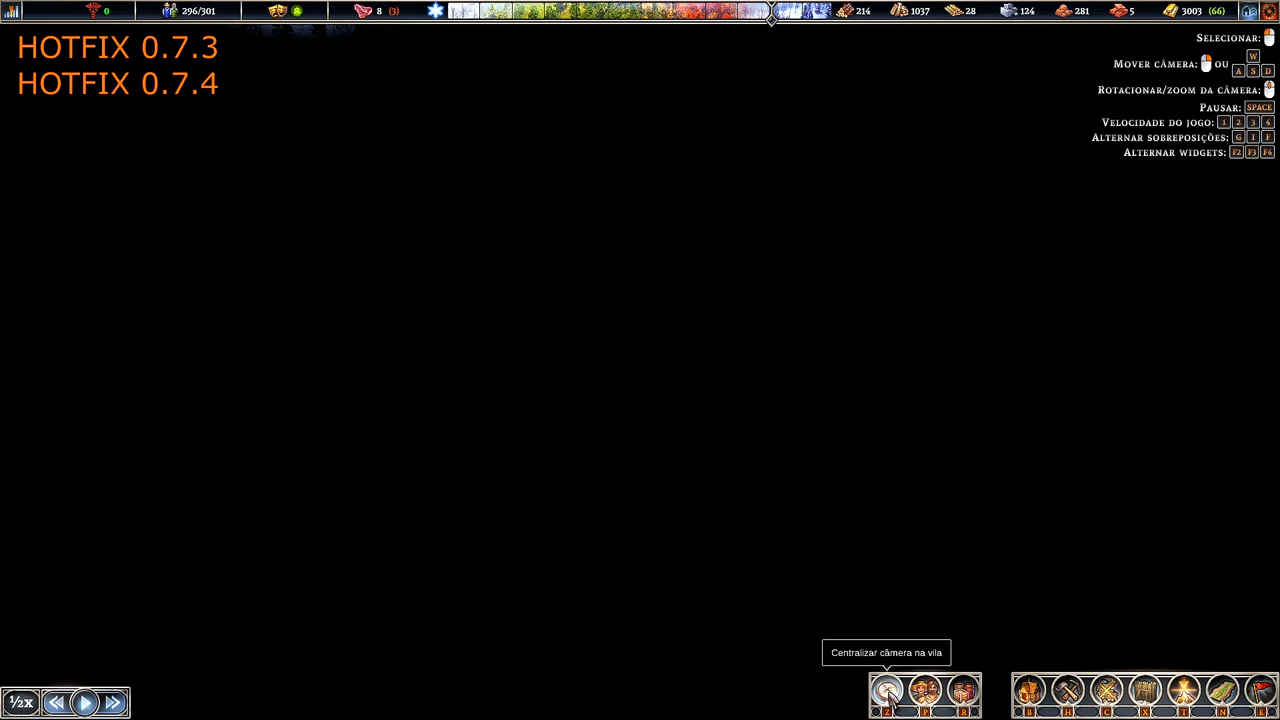 0
296/301
8 (3)
214
1037
28
124
281
5
3003 (66)
HOTFIX 0.7.3
HOTFIX 0.7.4
SELECIONAR:
MOVER CÂMERA: OU W A S D
ROTACIONAR/ZOOM DA CÂMERA:
PAUSAR: SPACE
VELOCIDADE DO JOGO: 1 2 3 4
ALTERNAR SOBREPOSIÇÕES: G I F
ALTERNAR WIDGETS: F2 F3 F4
Centralizar câmera na vila
½x
Z P R
B H C X T N E